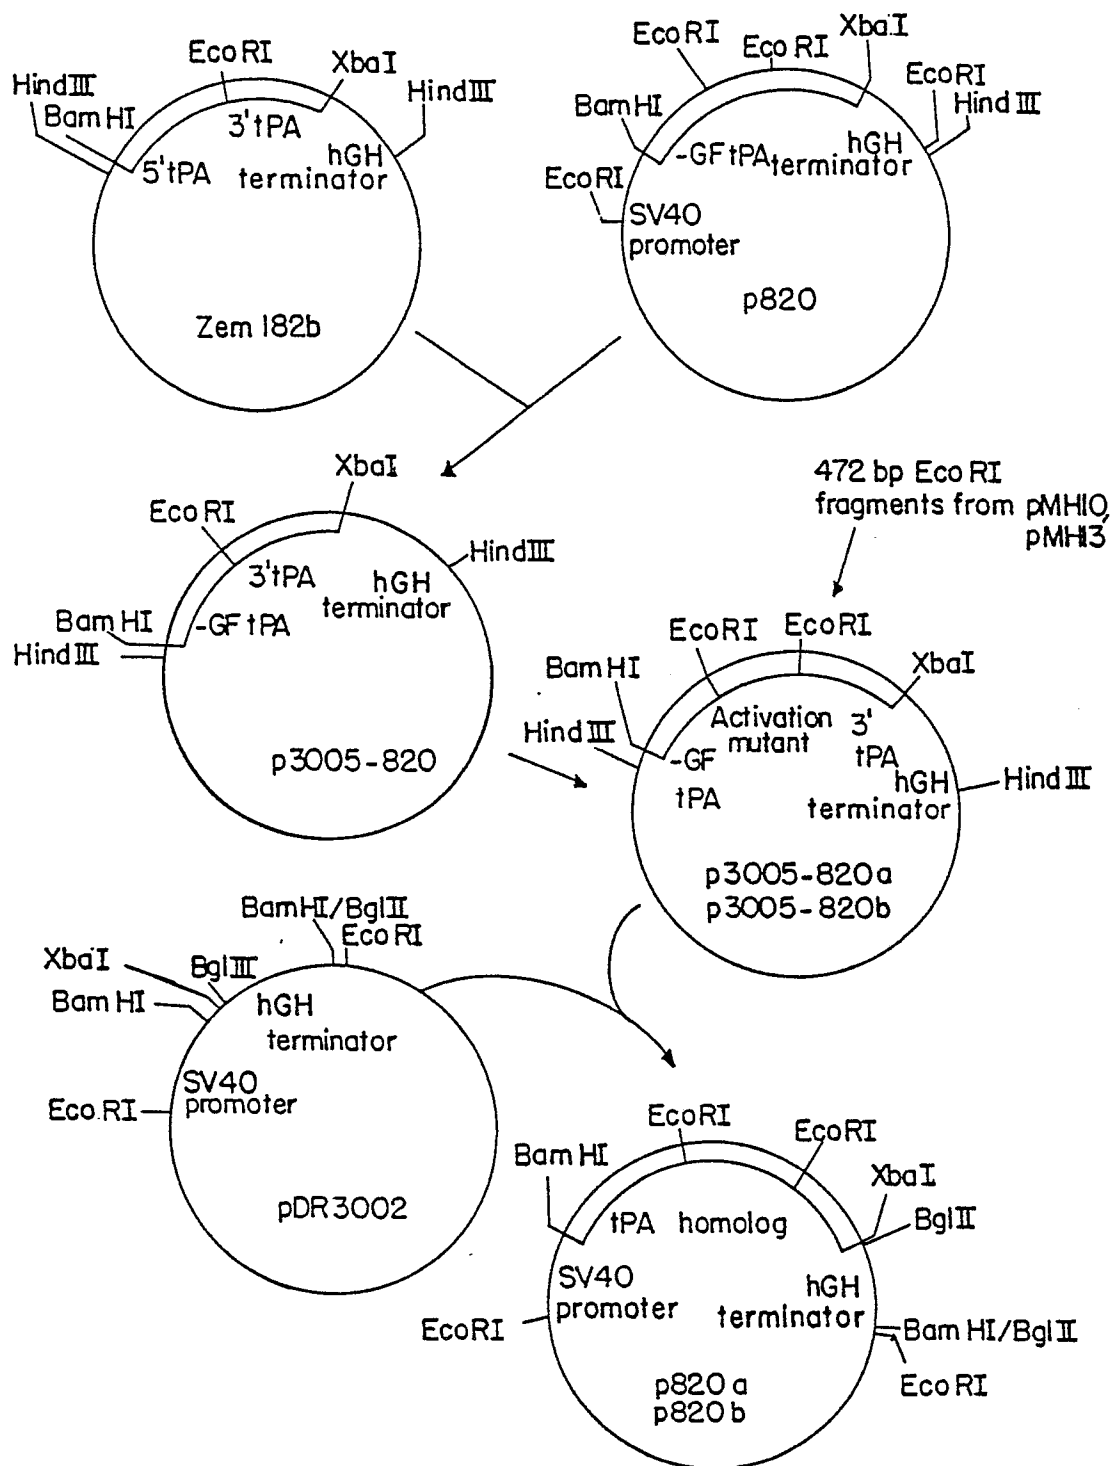 EcoRI
XbaI
HindIII
HindIII
BamHI
3'tPA
5'tPA
hGH
terminator
Zem 182b
XbaI
EcoRI
EcoRI
EcoRI
HindIII
BamHI
-GFtPA
hGH
terminator
EcoRI
SV40
promoter
p820
XbaI
EcoRI
HindIII
3'tPA
hGH
terminator
BamHI
-GFtPA
HindIII
p3005-820
472 bp EcoRI
fragments from pMH10,
pMH13
EcoRI
EcoRI
XbaI
BamHI
HindIII
Activation
mutant
3'
tPA
-GF
tPA
hGH
terminator
HindIII
p3005-820a
p3005-820b
BamHI/BglII
EcoRI
XbaI
BglII
BamHI
hGH
terminator
SV40
promoter
EcoRI
pDR3002
EcoRI
EcoRI
BamHI
XbaI
BglII
tPA homolog
SV40
promoter
hGH
terminator
EcoRI
BamHI/BglII
EcoRI
p820a
p820b